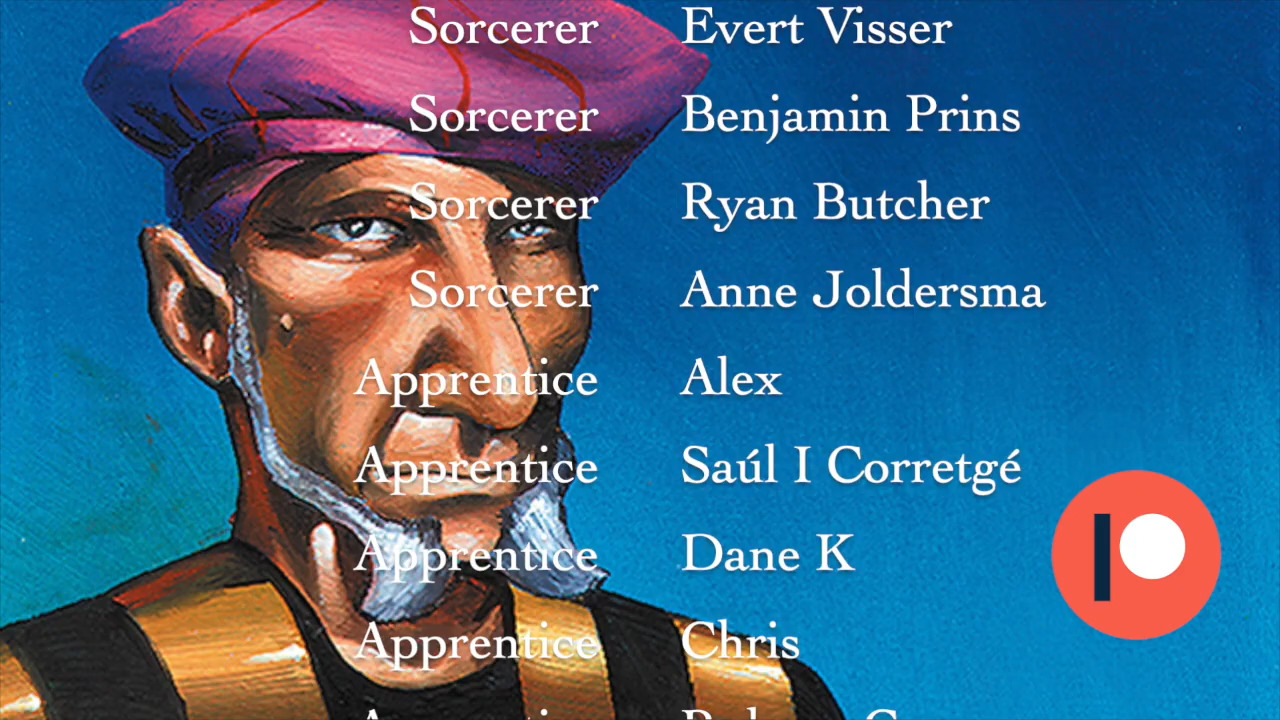 Sorcerer Evert Visser
Sorcerer Benjamin Prins
Sorcerer Ryan Butcher
Sorcerer Anne Joldersma
Apprentice Alex
Apprentice Saúl I Corretgé
Apprentice Dane K
Apprentice Chris